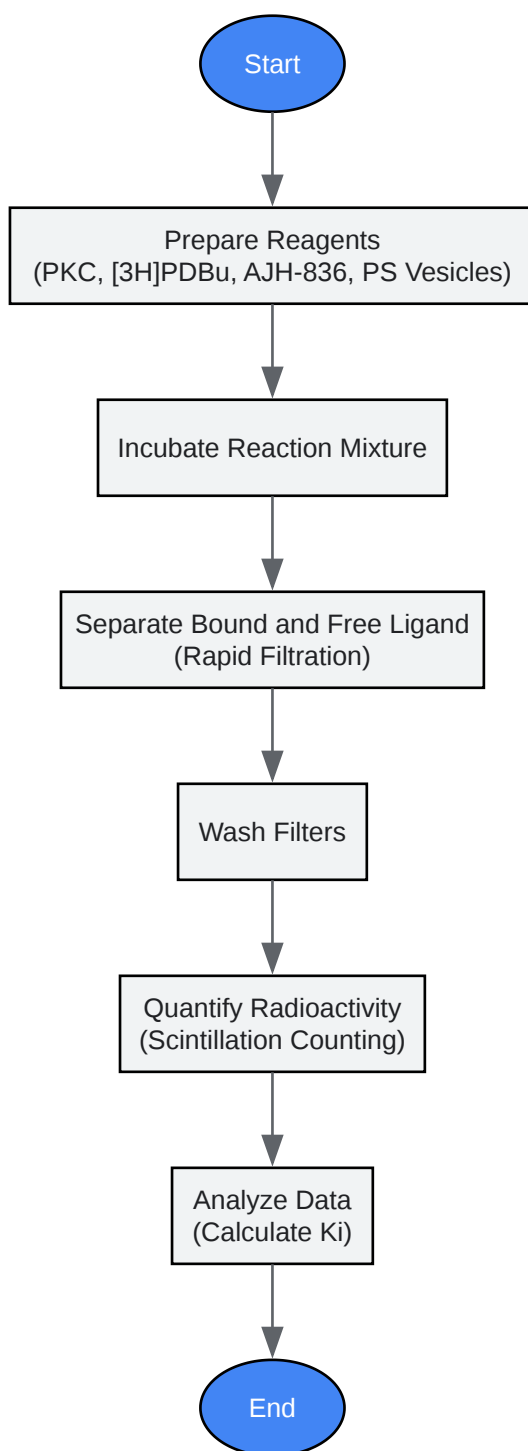 Start
Prepare Reagents
(PKC, [3H]PDBu, AJH-836, PS Vesicles)
Incubate Reaction Mixture
Separate Bound and Free Ligand
(Rapid Filtration)
Wash Filters
Quantify Radioactivity
(Scintillation Counting)
Analyze Data
(Calculate Ki)
End